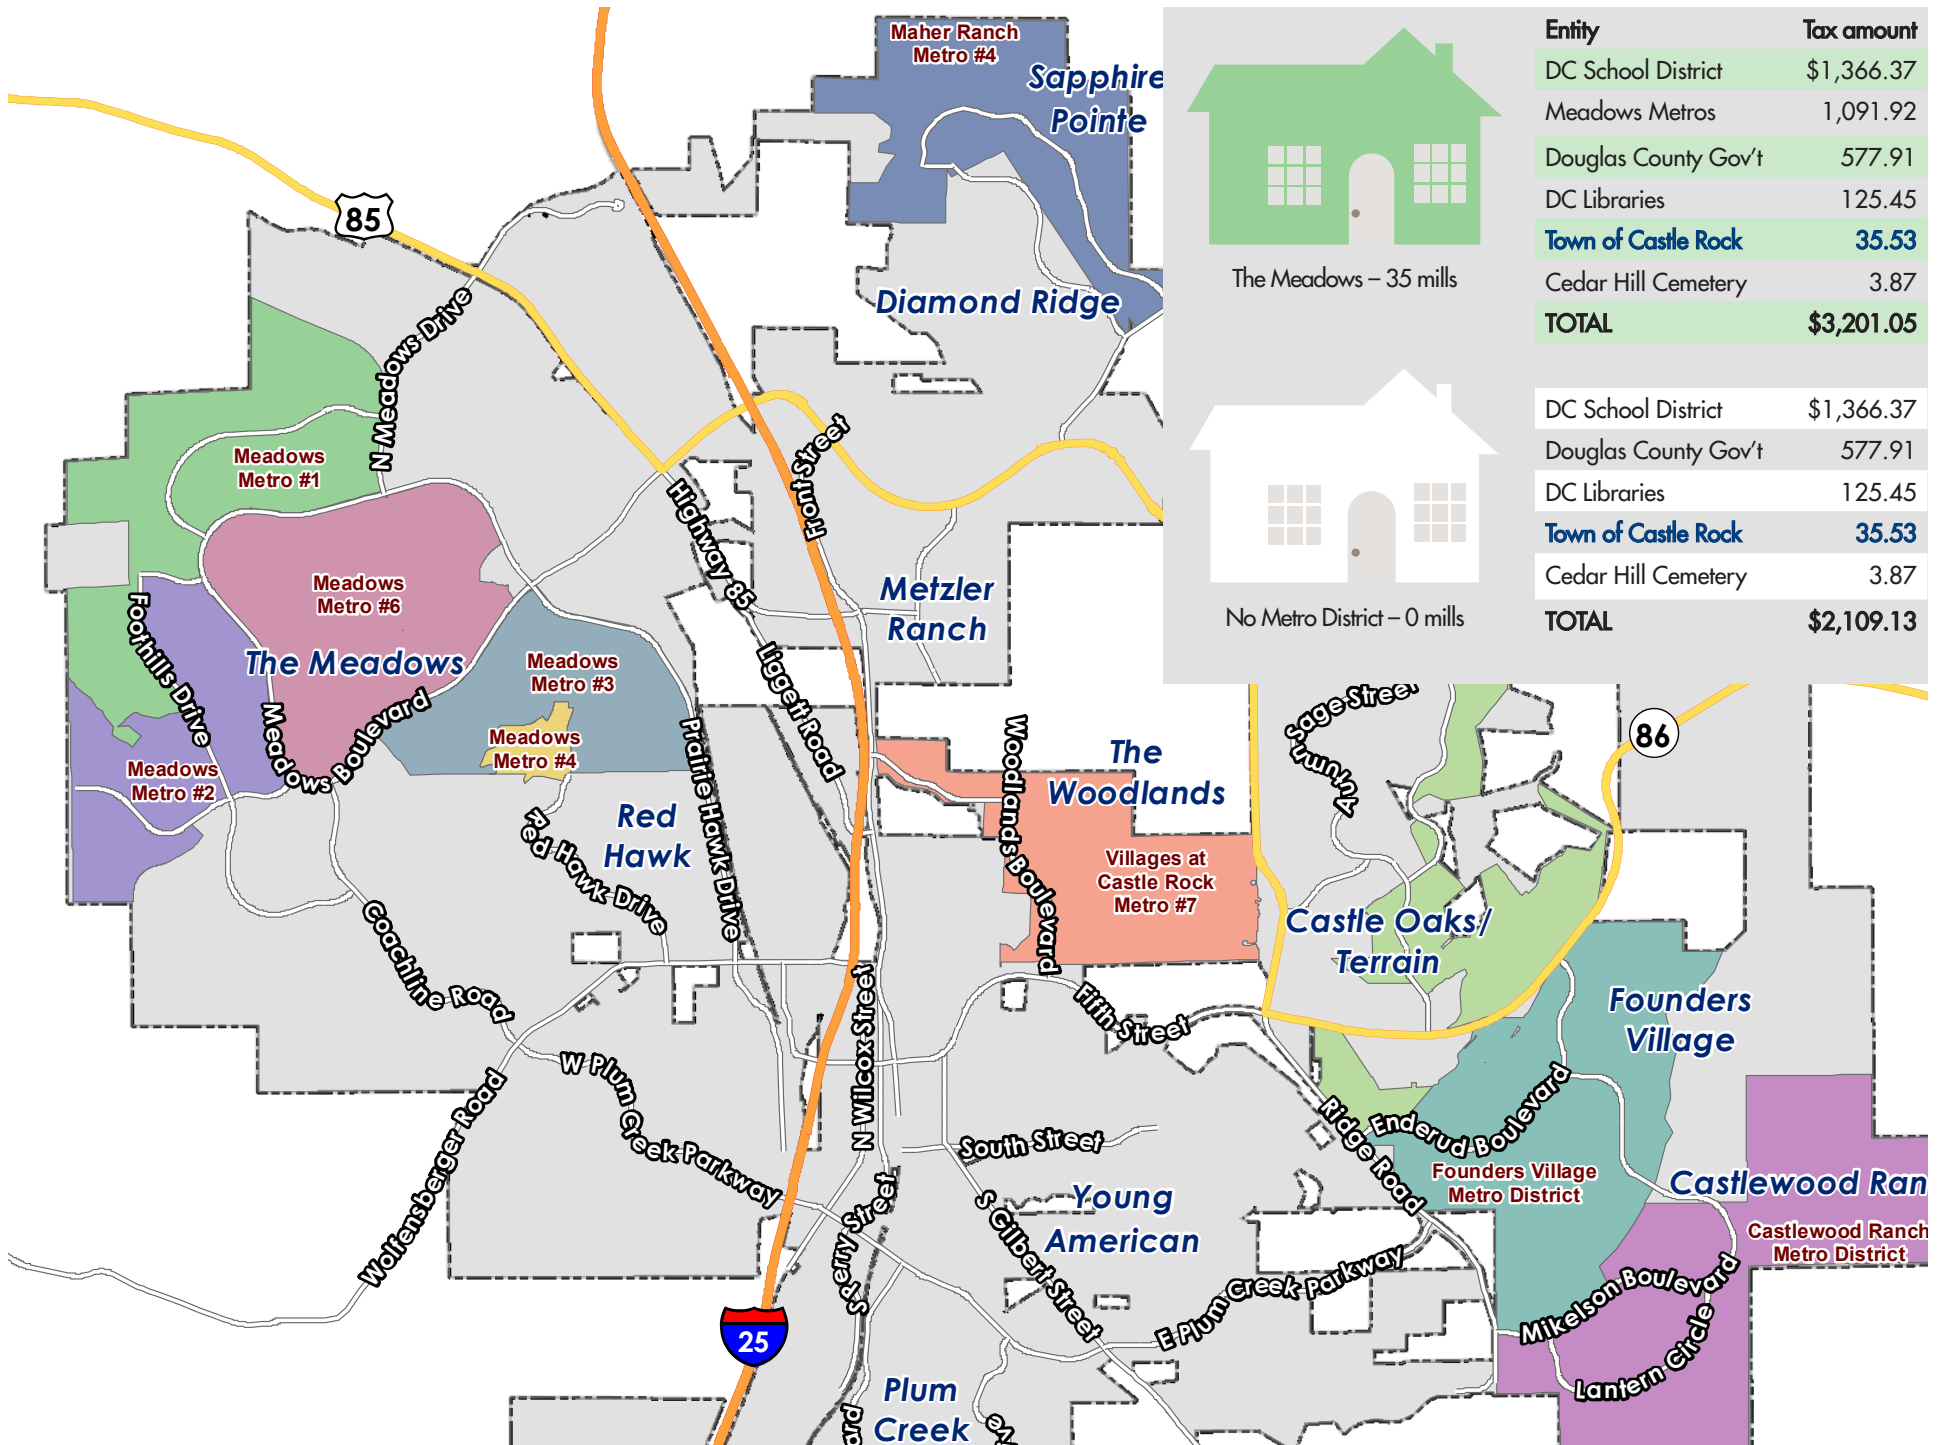 Maher Ranch
Metro #4
Sapphire
Pointe
85
Diamond Ridge
N Meadows Drive
Meadows
Metro #1
Front Street
Highway 85
Meadows
Metro #6
Metzler
Ranch
Foothills Drive
The Meadows
Meadows
Metro #3
Liggett Road
Meadows Boulevard
Prairie Hawk Drive
Meadows
Metro #4
Meadows
Metro #2
Woodlands Boulevard
The
Woodlands
Red
Hawk
Red Hawk Drive
Villages at
Castle Rock
Metro #7
Sage Street
Autumn
86
Castle Oaks/
Terrain
Coachline Road
N Wilcox Street
Fifth Street
Founders
Village
W Plum Creek Parkway
Wolfensberger Road
Enderud Boulevard
Ridge Road
South Street
Founders Village
Metro District
Castlewood Ran
Castlewood Ranch
Metro District
Young
American
S Gilbert Street
S Perry Street
E Plum Creek Parkway
Mikelson Boulevard
Lantern Circle
25
Plum
Creek
ard
ve
Entity Tax amount
DC School District $1,366.37
Meadows Metros 1,091.92
Douglas County Gov't 577.91
DC Libraries 125.45
Town of Castle Rock 35.53
Cedar Hill Cemetery 3.87
TOTAL $3,201.05
The Meadows – 35 mills
DC School District $1,366.37
Douglas County Gov't 577.91
DC Libraries 125.45
Town of Castle Rock 35.53
Cedar Hill Cemetery 3.87
TOTAL $2,109.13
No Metro District – 0 mills